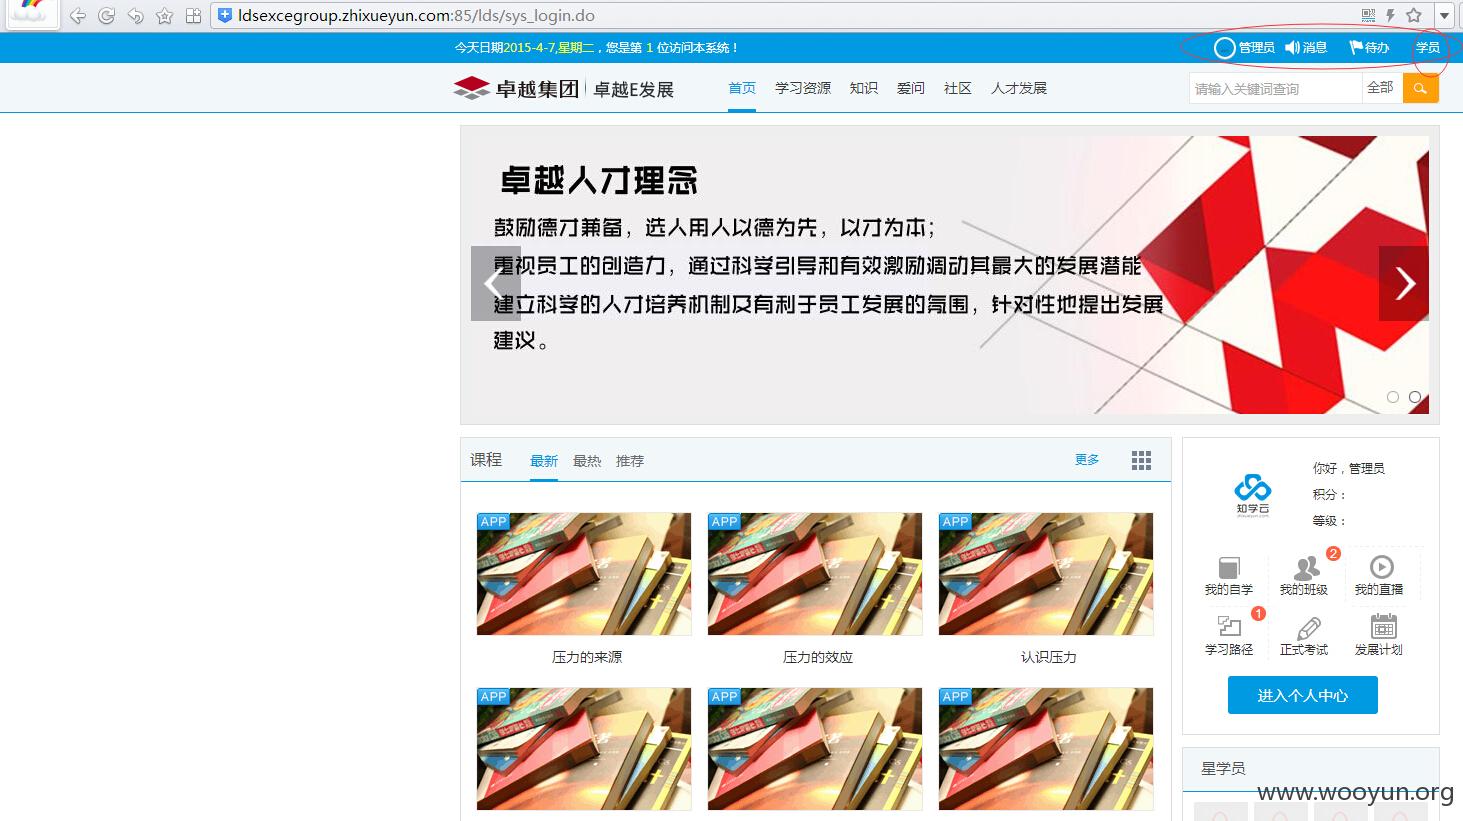 ldsexcegroup.zhixueyun.com:85/lds/sys_login.do
今天日期2015-4-7,星期二，您是第 1 位访问本系统！
管理员 消息 待办 学员
卓越集团 卓越E发展 首页 学习资源 知识 爱问 社区 人才发展 请输入关键词查询 全部
卓越人才理念
鼓励德才兼备，选人用人以德为先，以才为本；
重视员工的创造力，通过科学引导和有效激励调动其最大的发展潜能
建立科学的人才培养机制及有利于员工发展的氛围，针对性地提出发展
建议。
课程 最新 最热 推荐 更多
APP APP APP
压力的来源 压力的效应 认识压力
APP APP APP
知学云
zhixueyun.com
你好，管理员
积分：
等级：
2
我的自学 我的班级 我的直播
1
学习路径 正式考试 发展计划
进入个人中心
星学员
www.wooyun.org